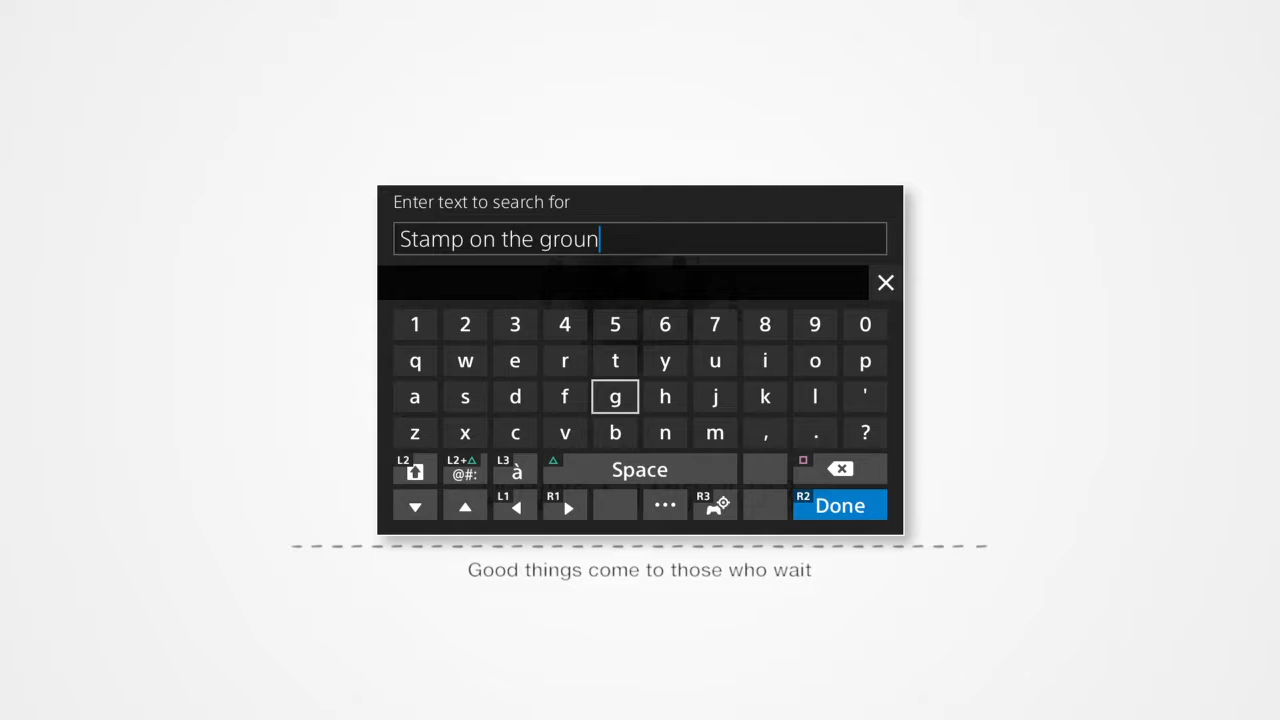 Enter text to search for
Stamp on the groun
1 2 3 4 5 6 7 8 9 0
q w e r t y u i o p
a s d f g h j k l '
z x c v b n m , . ?
L2 L2+△ @#: L3 à △ Space □
L1 R1 ... R3 R2 Done
Good things come to those who wait